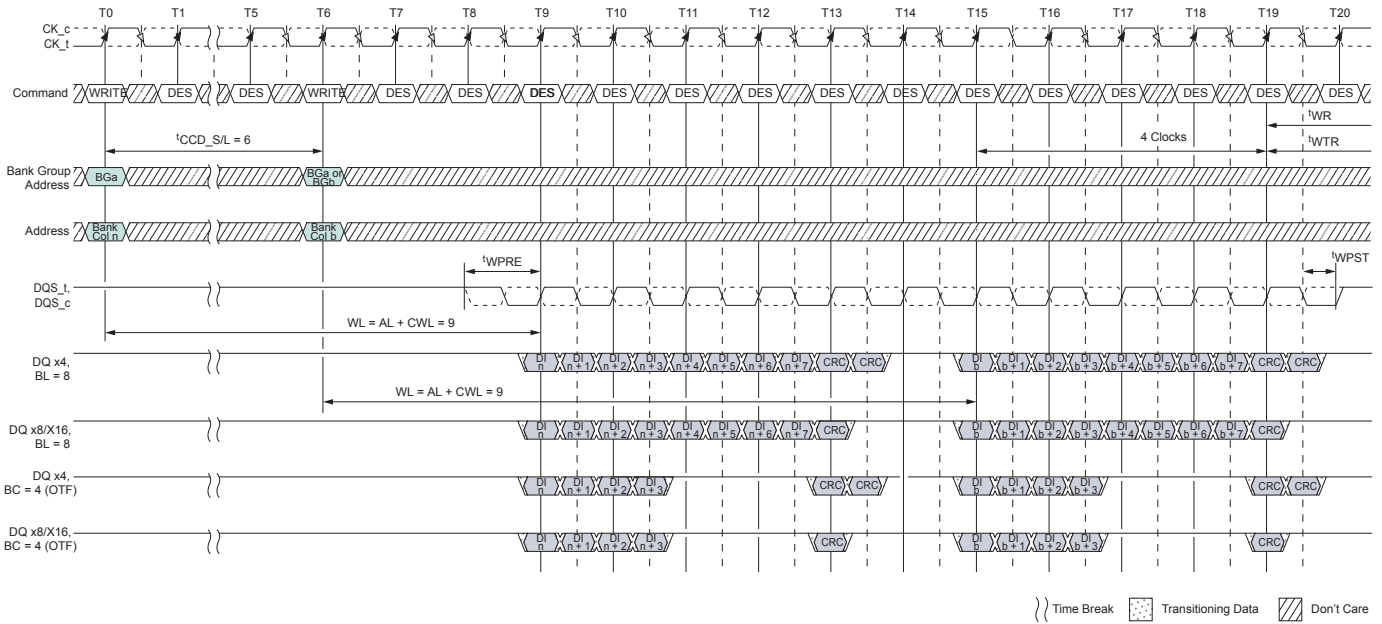 T0 T1 T5 T6 T7 T8 T9 T10 T11 T12 T13 T14 T15 T16 T17 T18 T19 T20
CK_c
CK_t
Command WRITE DES DES WRITE DES DES DES DES DES DES DES DES DES DES DES DES DES DES
tWR
tCCD_S/L = 6 4 Clocks tWTR
Bank Group
Address
BGa
BGa or
BGb
Address
Bank
Col n
Bank
Col b
tWPRE tWPST
DQS_t,
DQS_c
WL = AL + CWL = 9
DQ x4,
BL = 8
DI n DI n + 1 DI n + 2 DI n + 3 DI n + 4 DI n + 5 DI n + 6 DI n + 7 CRC CRC DI b DI b + 1 DI b + 2 DI b + 3 DI b + 4 DI b + 5 DI b + 6 DI b + 7 CRC CRC
WL = AL + CWL = 9
DQ x8/X16,
BL = 8
DI n DI n + 1 DI n + 2 DI n + 3 DI n + 4 DI n + 5 DI n + 6 DI n + 7 CRC DI b DI b + 1 DI b + 2 DI b + 3 DI b + 4 DI b + 5 DI b + 6 DI b + 7 CRC
DQ x4,
BC = 4 (OTF)
DI n DI n + 1 DI n + 2 DI n + 3 CRC CRC DI b DI b + 1 DI b + 2 DI b + 3 CRC CRC
DQ x8/X16,
BC = 4 (OTF)
DI n DI n + 1 DI n + 2 DI n + 3 CRC DI b DI b + 1 DI b + 2 DI b + 3 CRC
Time Break Transitioning Data Don't Care